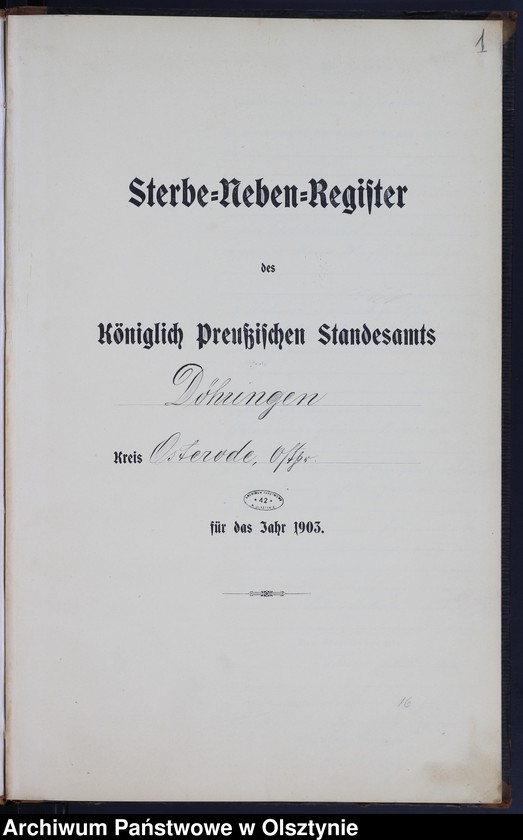 1
Sterbe=Neben=Register
des
Königlich Preußischen Standesamts
Döhringen
Kreis Osterode, Ostpr.
42
für das Jahr 1903.
16
Archiwum Państwowe w Olsztynie